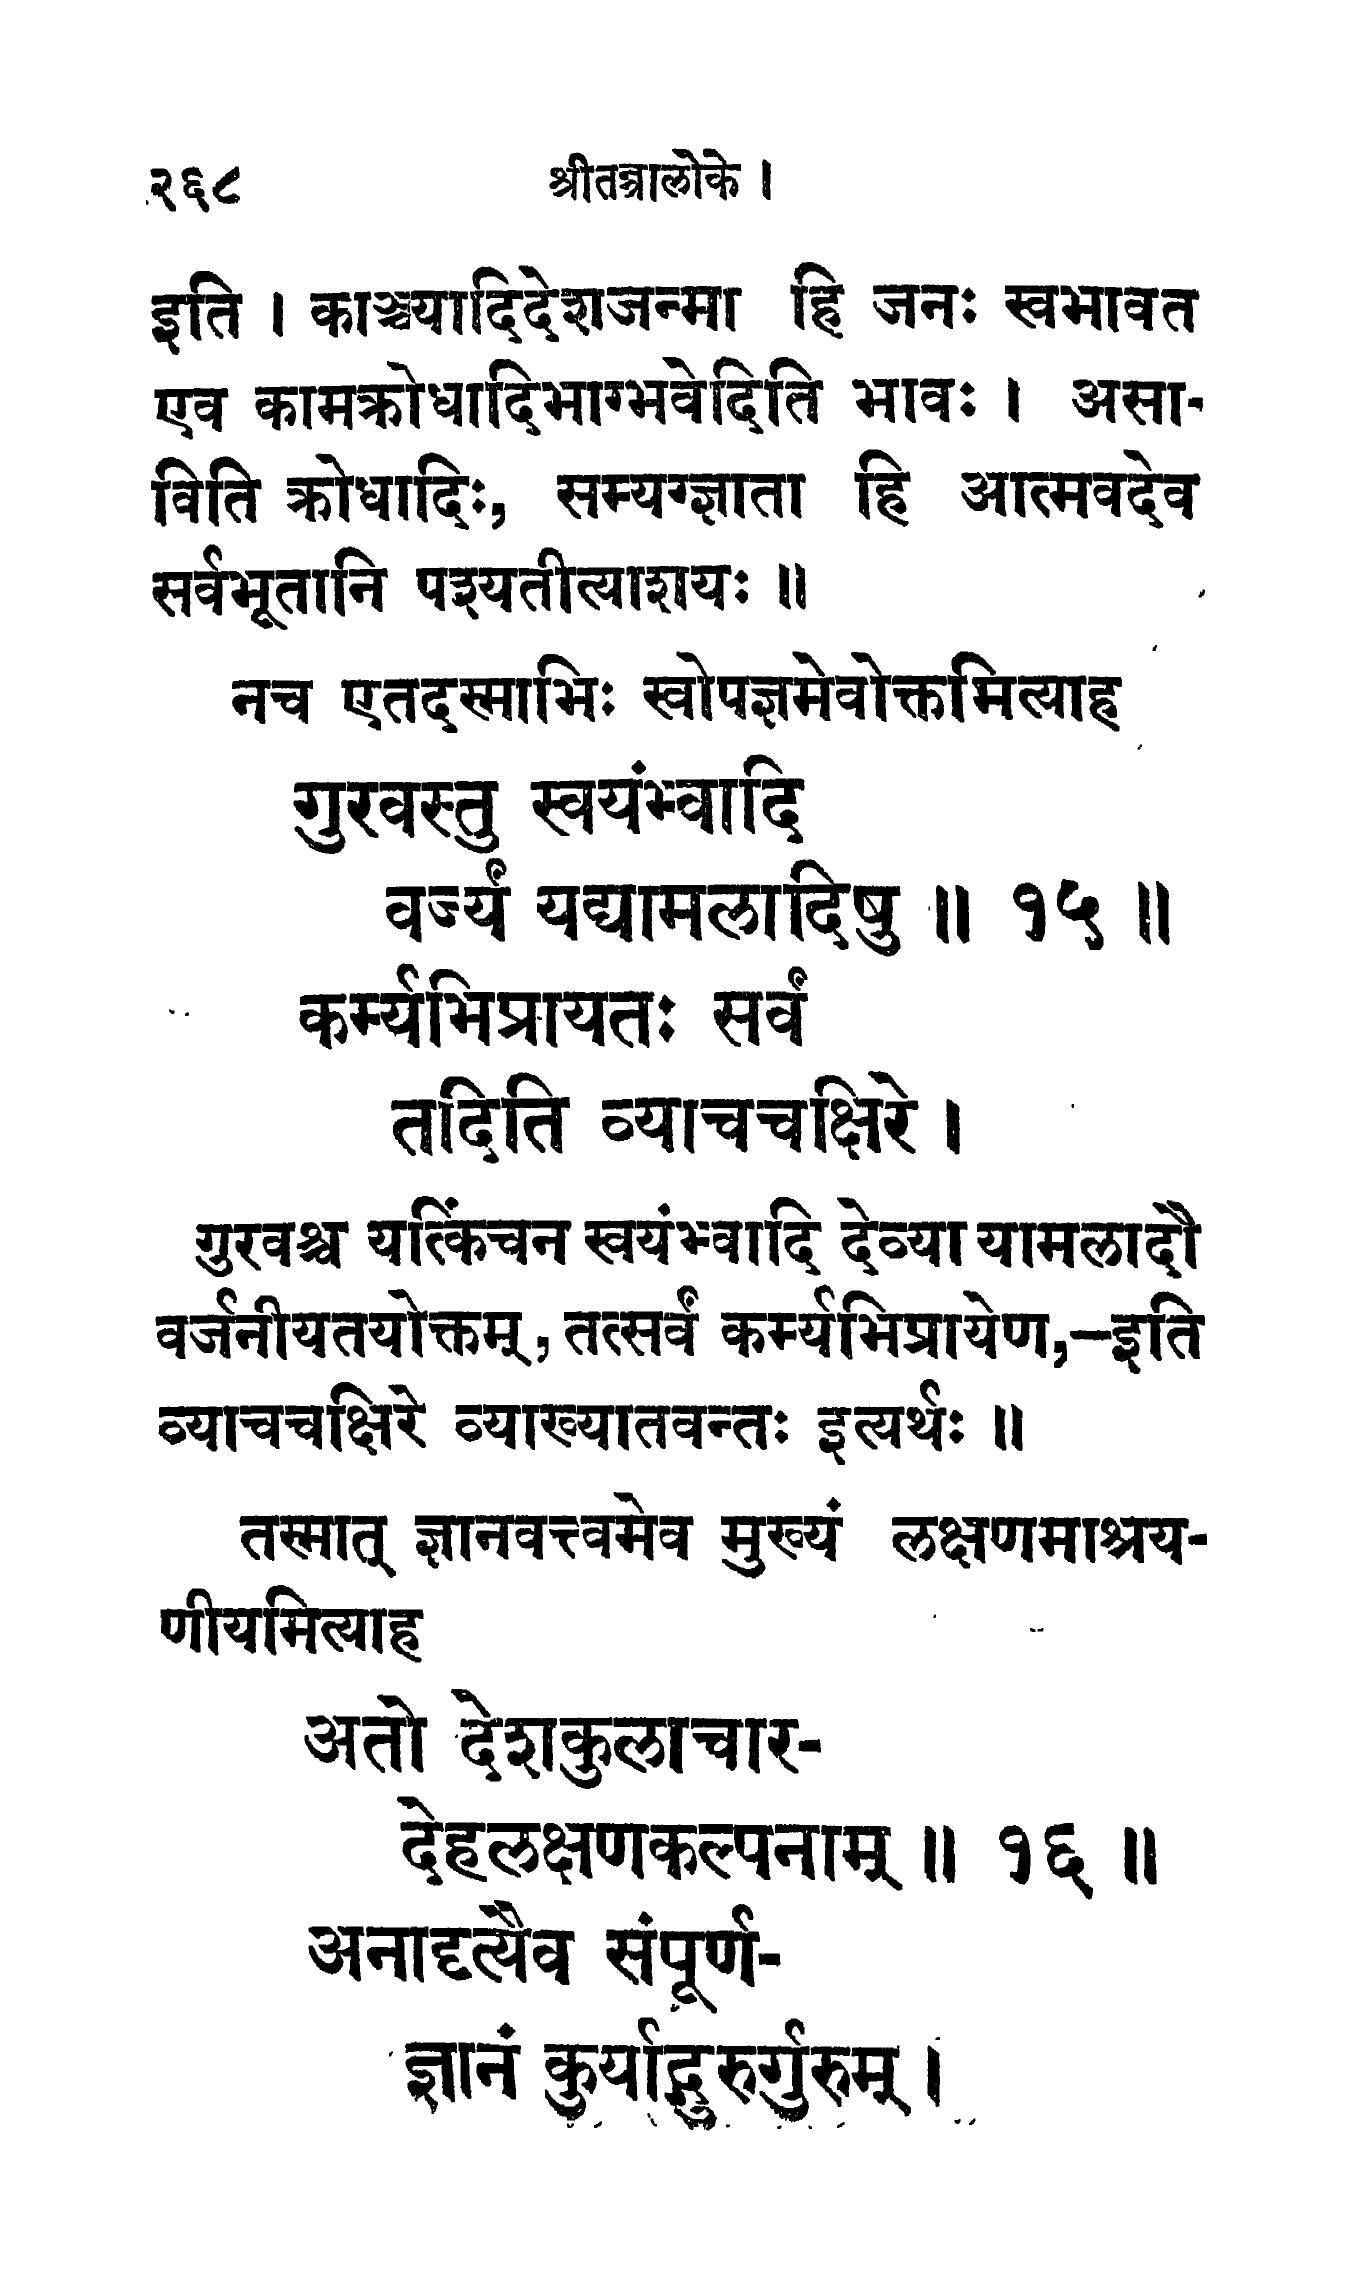 २६८ श्रीतन्त्रालोके ।
इति । काञ्चयादिदेशजन्मा हि जनः स्वभावत
एव कामक्रोधादिभाग्भवेदिति भावः । असा-
विति क्रोधादिः, सम्यग्ज्ञाता हि आत्मवदेव
सर्वभूतानि पश्यतीत्याशयः ॥
नच एतदस्माभिः स्वोपज्ञमेवोक्तमित्याह
गुरवस्तु स्वयंभ्वादि
वर्ज्यं यद्यामलादिषु ॥ १५ ॥
कर्म्यभिप्रायतः सर्वं
तदिति व्याचचक्षिरे ।
गुरवश्च यत्किंचन स्वयंभ्वादि देव्या यामलादौ
वर्जनीयतयोक्तम्, तत्सर्वं कर्म्यभिप्रायेण,—इति
व्याचचक्षिरे व्याख्यातवन्तः इत्यर्थः ॥
तस्मात् ज्ञानवत्त्वमेव मुख्यं लक्षणमाश्रय-
णीयमित्याह
अतो देशकुलाचार-
देहलक्षणकल्पनाम् ॥ १६ ॥
अनादृत्यैव संपूर्ण-
ज्ञानं कुर्याद्गुरुर्गुरुम् ।